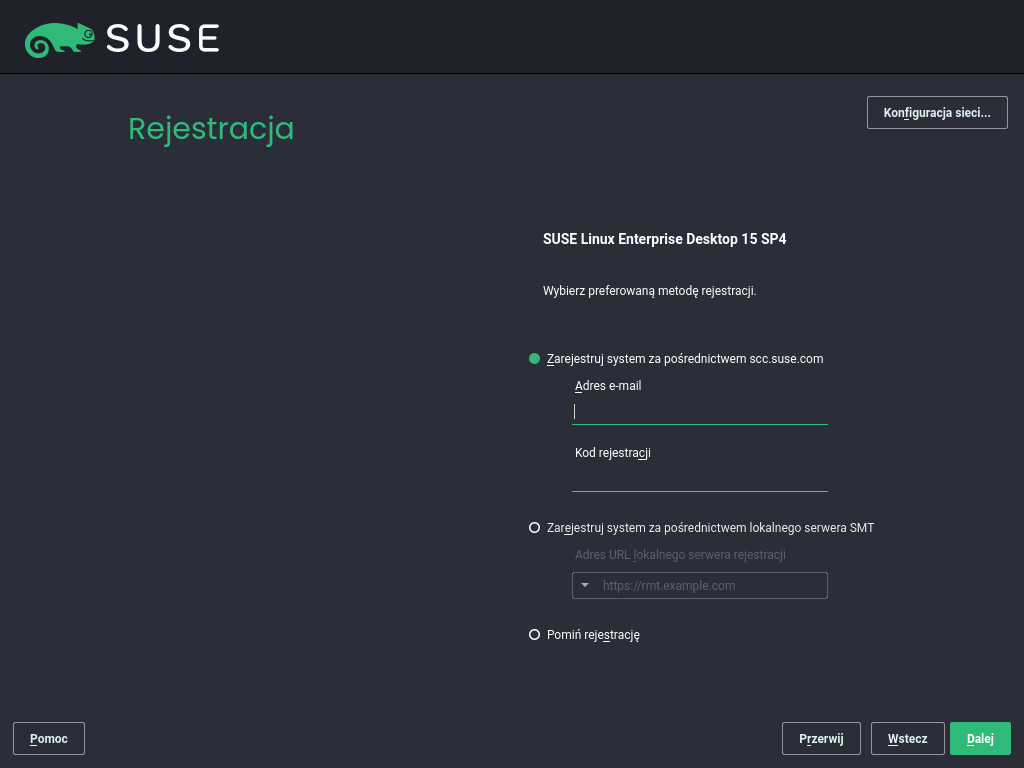 SUSE
Konfiguracja sieci...
Rejestracja
SUSE Linux Enterprise Desktop 15 SP4
Wybierz preferowaną metodę rejestracji.
Zarejestruj system za pośrednictwem scc.suse.com
Adres e-mail
Kod rejestracji
Zarejestruj system za pośrednictwem lokalnego serwera SMT
Adres URL lokalnego serwera rejestracji
https://rmt.example.com
Pomiń rejestrację
Pomoc
Przerwij
Wstecz
Dalej